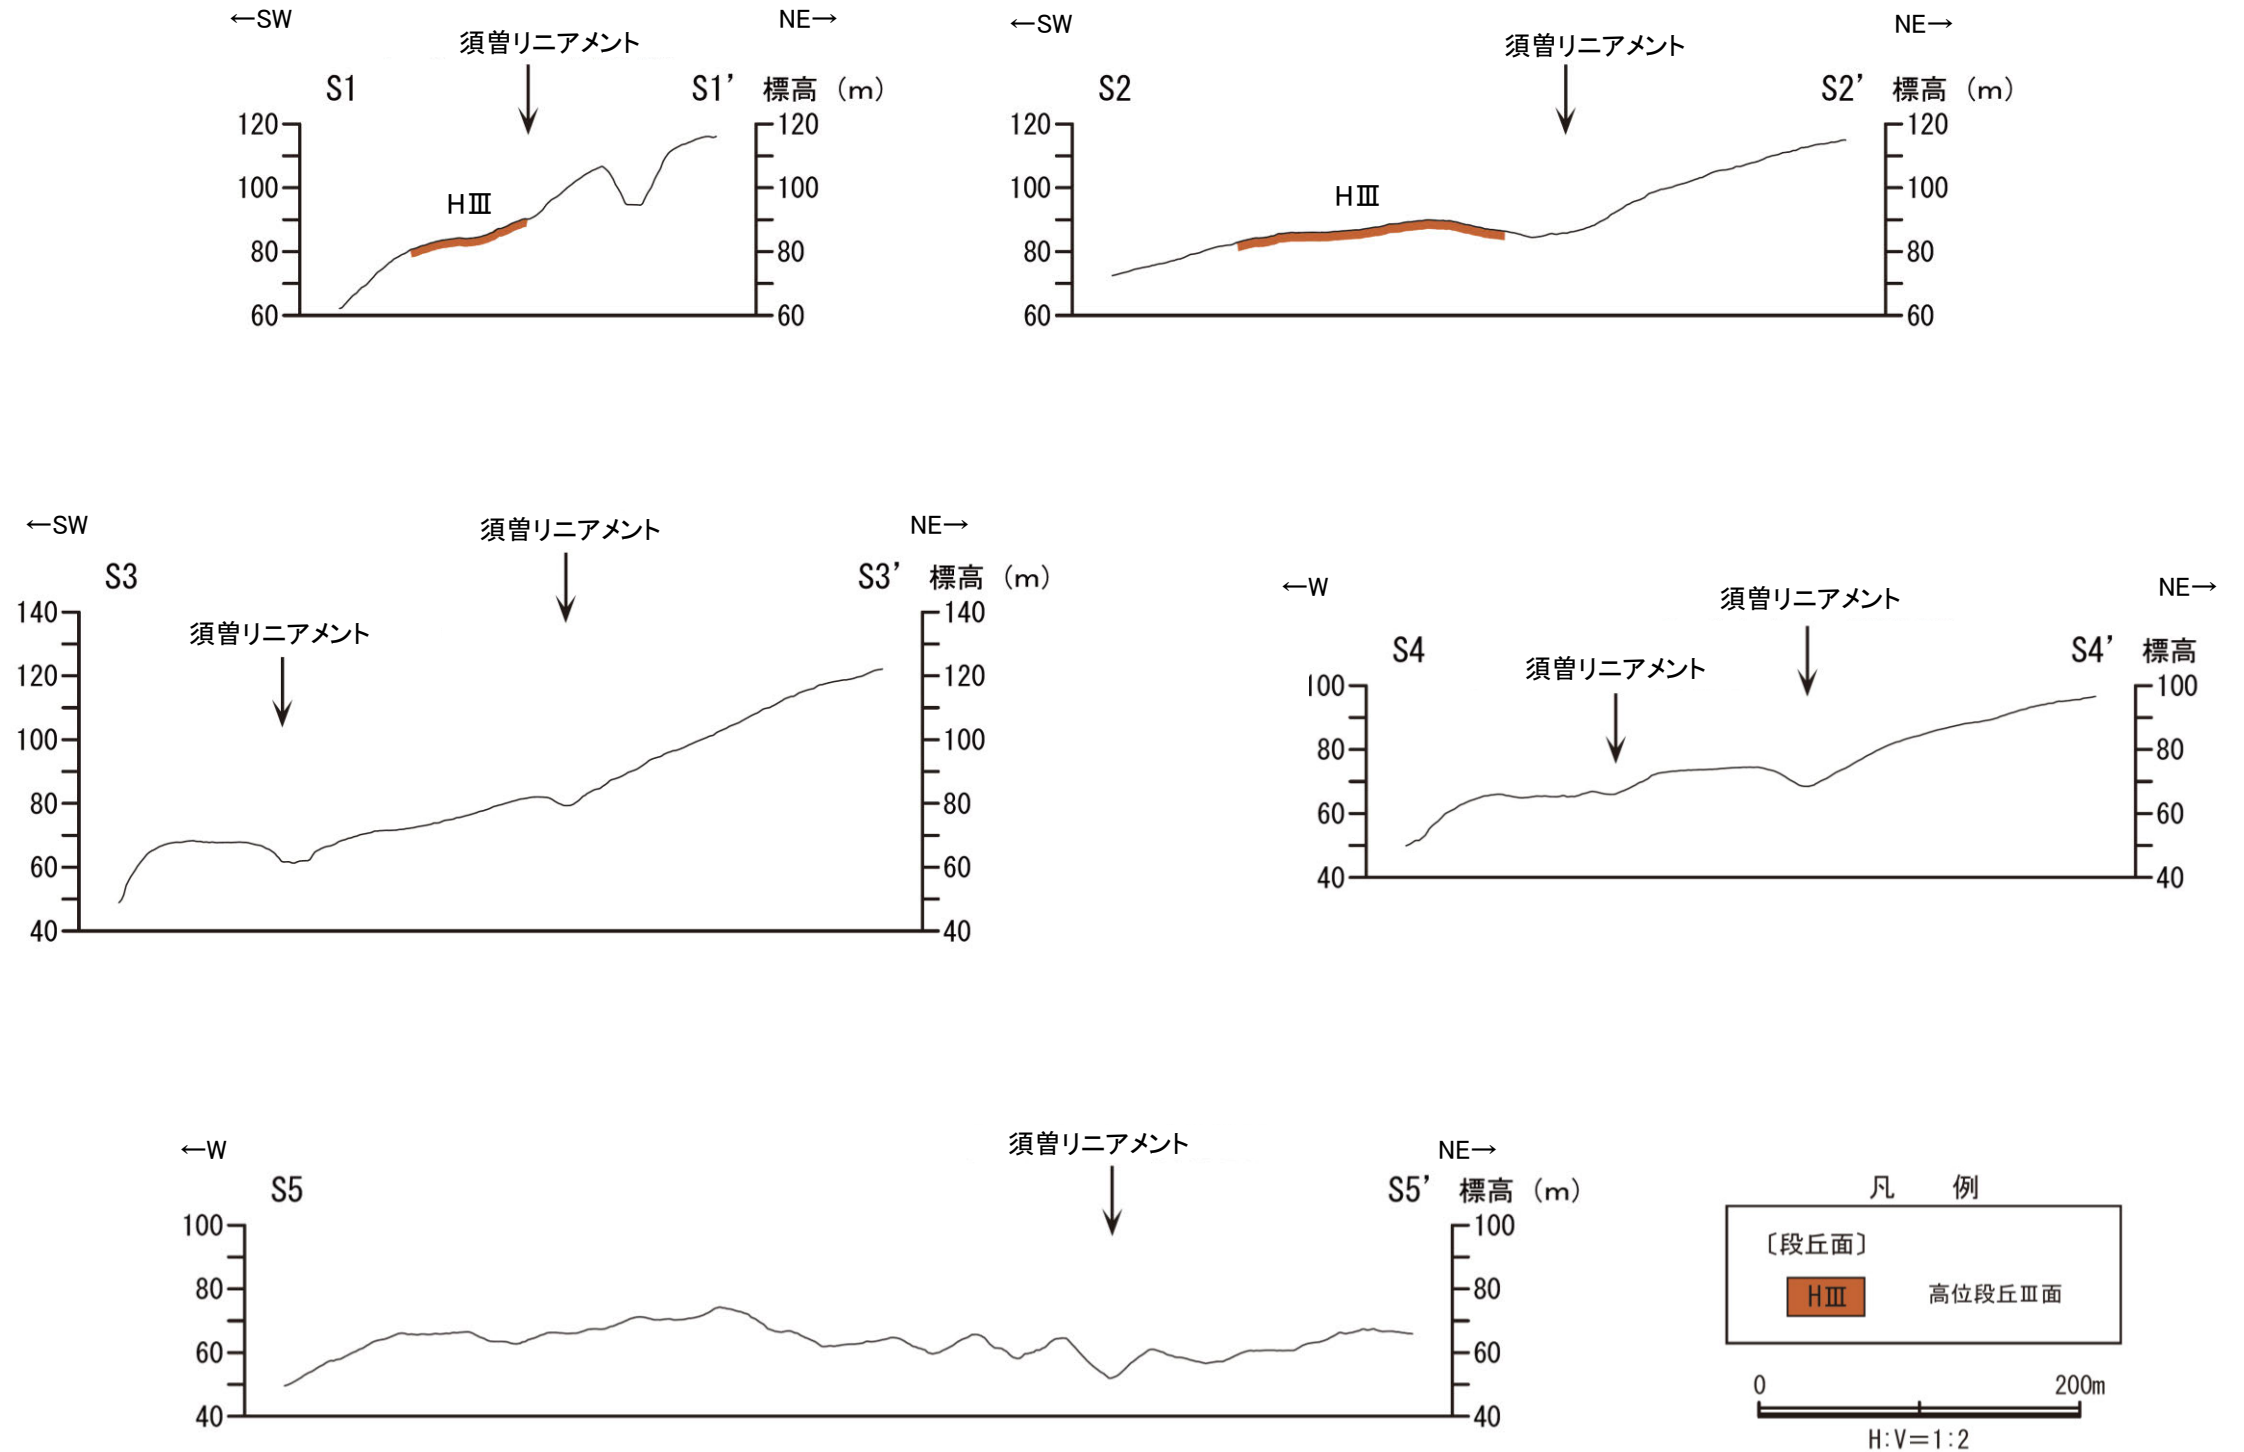 ←SW NE→
須曽リニアメント
S1 S1’ 標高（m）
120 120
100 100
HⅢ
80 80
60 60
←SW NE→
須曽リニアメント
S2 S2’ 標高（m）
120 120
100 100
HⅢ
80 80
60 60
←SW NE→
須曽リニアメント
S3 S3’ 標高（m）
140 140
須曽リニアメント
120 120
100 100
80 80
60 60
40 40
←W NE→
須曽リニアメント
S4 S4’ 標高
須曽リニアメント
100 100
80 80
60 60
40 40
←W NE→
須曽リニアメント
S5 S5’ 標高（m）
100 100
80 80
60 60
40 40
凡 例
〔段丘面〕
HⅢ 高位段丘Ⅲ面
0 200m
H:V＝1:2